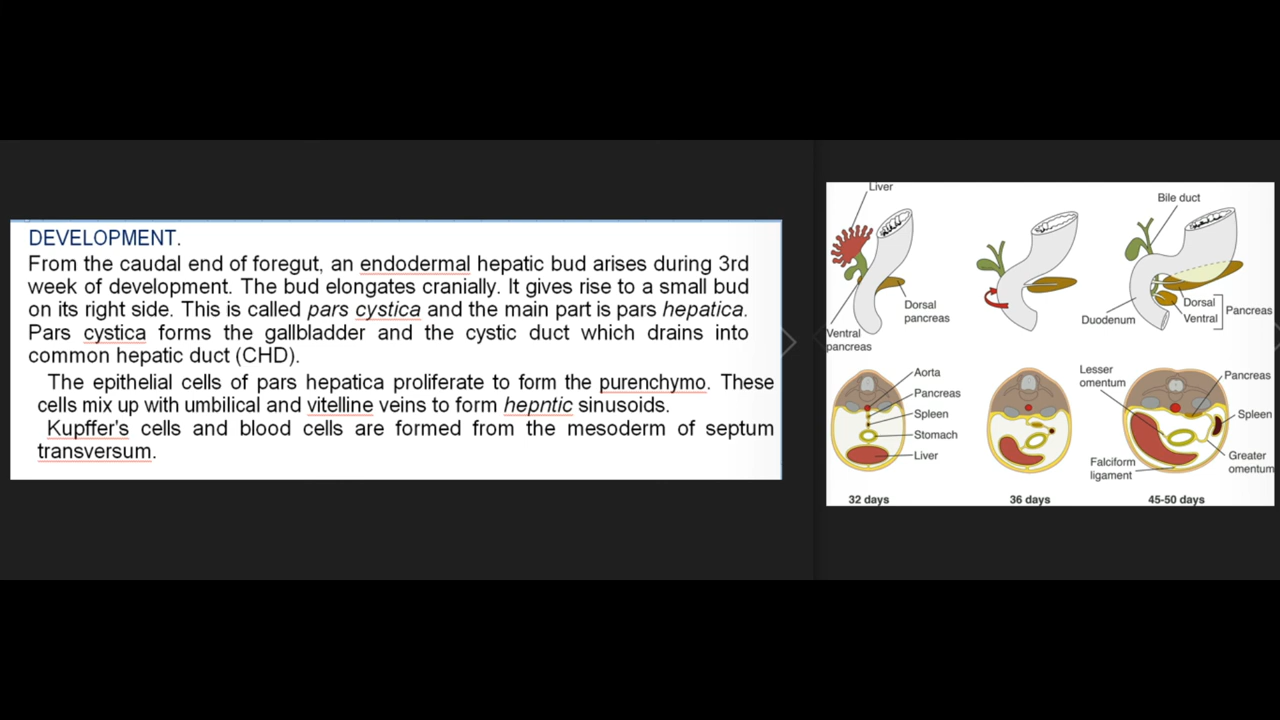 DEVELOPMENT.
From the caudal end of foregut, an endodermal hepatic bud arises during 3rd
week of development. The bud elongates cranially. It gives rise to a small bud
on its right side. This is called pars cystica and the main part is pars hepatica.
Pars cystica forms the gallbladder and the cystic duct which drains into
common hepatic duct (CHD).
The epithelial cells of pars hepatica proliferate to form the purenchymo. These
cells mix up with umbilical and vitelline veins to form hepntic sinusoids.
Kupffer's cells and blood cells are formed from the mesoderm of septum
transversum.
Liver
Dorsal
pancreas
Ventral
pancreas
Bile duct
Duodenum
Dorsal
Ventral
Pancreas
Aorta
Pancreas
Spleen
Stomach
Liver
Lesser
omentum
Pancreas
Spleen
Falciform
ligament
Greater
omentum
32 days
36 days
45-50 days